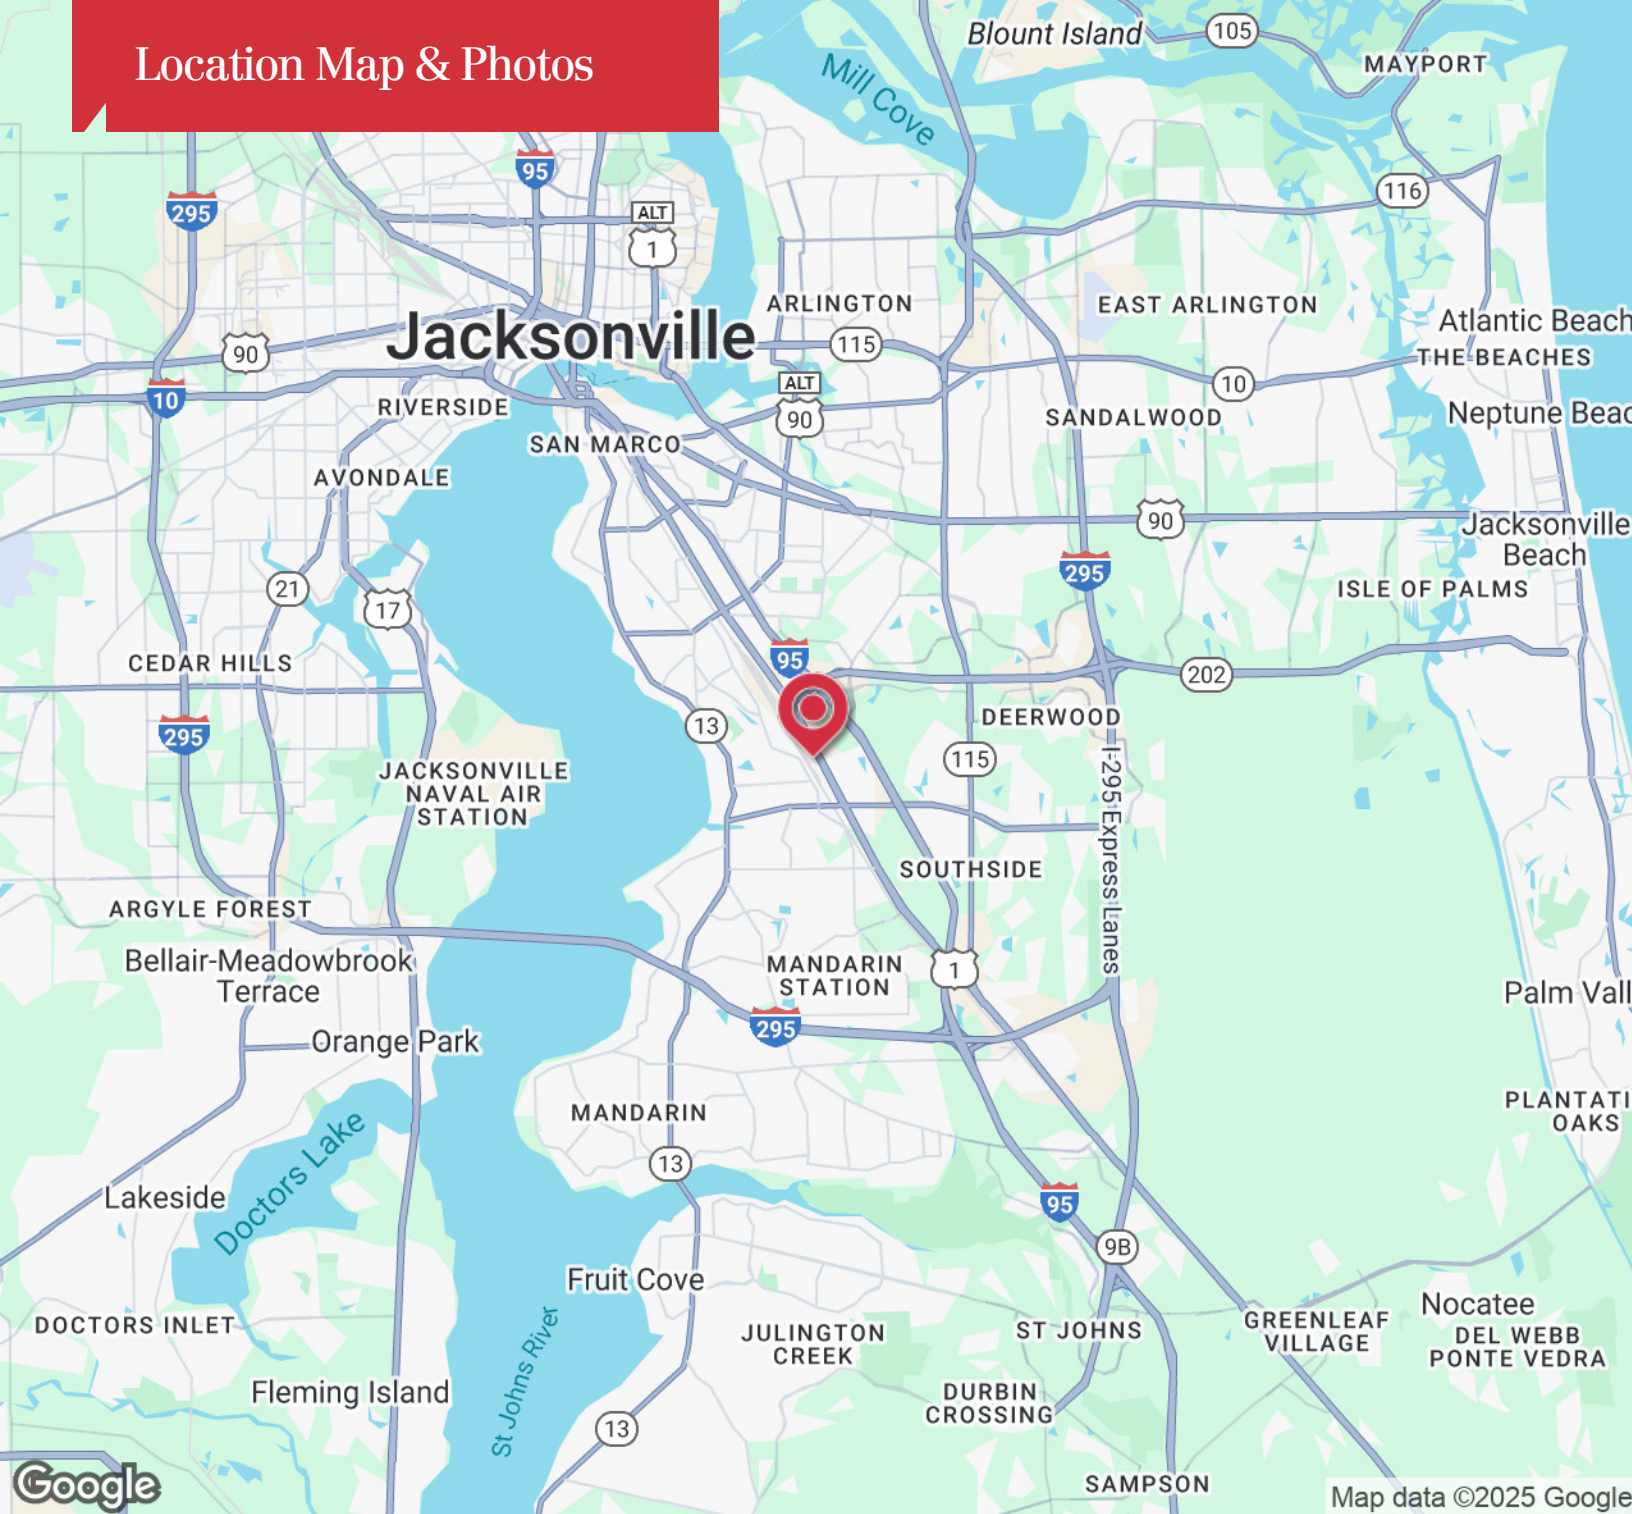 Location Map & Photos
Blount Island
105
MAYPORT
Mill Cove
95
295
116
ALT
1
ARLINGTON
EAST ARLINGTON
Atlantic Beach
Jacksonville
115
90
THE BEACHES
ALT
10
10
90
RIVERSIDE
SANDALWOOD
Neptune Beac
SAN MARCO
AVONDALE
90
Jacksonville
Beach
295
21
17
ISLE OF PALMS
95
CEDAR HILLS
202
13
DEERWOOD
295
115
JACKSONVILLE
NAVAL AIR
STATION
I-295 Express Lanes
SOUTHSIDE
ARGYLE FOREST
Bellair-Meadowbrook
Terrace
MANDARIN
STATION
1
Palm Vall
295
Orange Park
PLANTATI
OAKS
MANDARIN
Doctors Lake
13
Lakeside
95
9B
Fruit Cove
Nocatee
DOCTORS INLET
JULINGTON
CREEK
ST JOHNS
GREENLEAF
VILLAGE
DEL WEBB
PONTE VEDRA
St Johns River
Fleming Island
DURBIN
CROSSING
13
SAMPSON
Google
Map data ©2025 Google